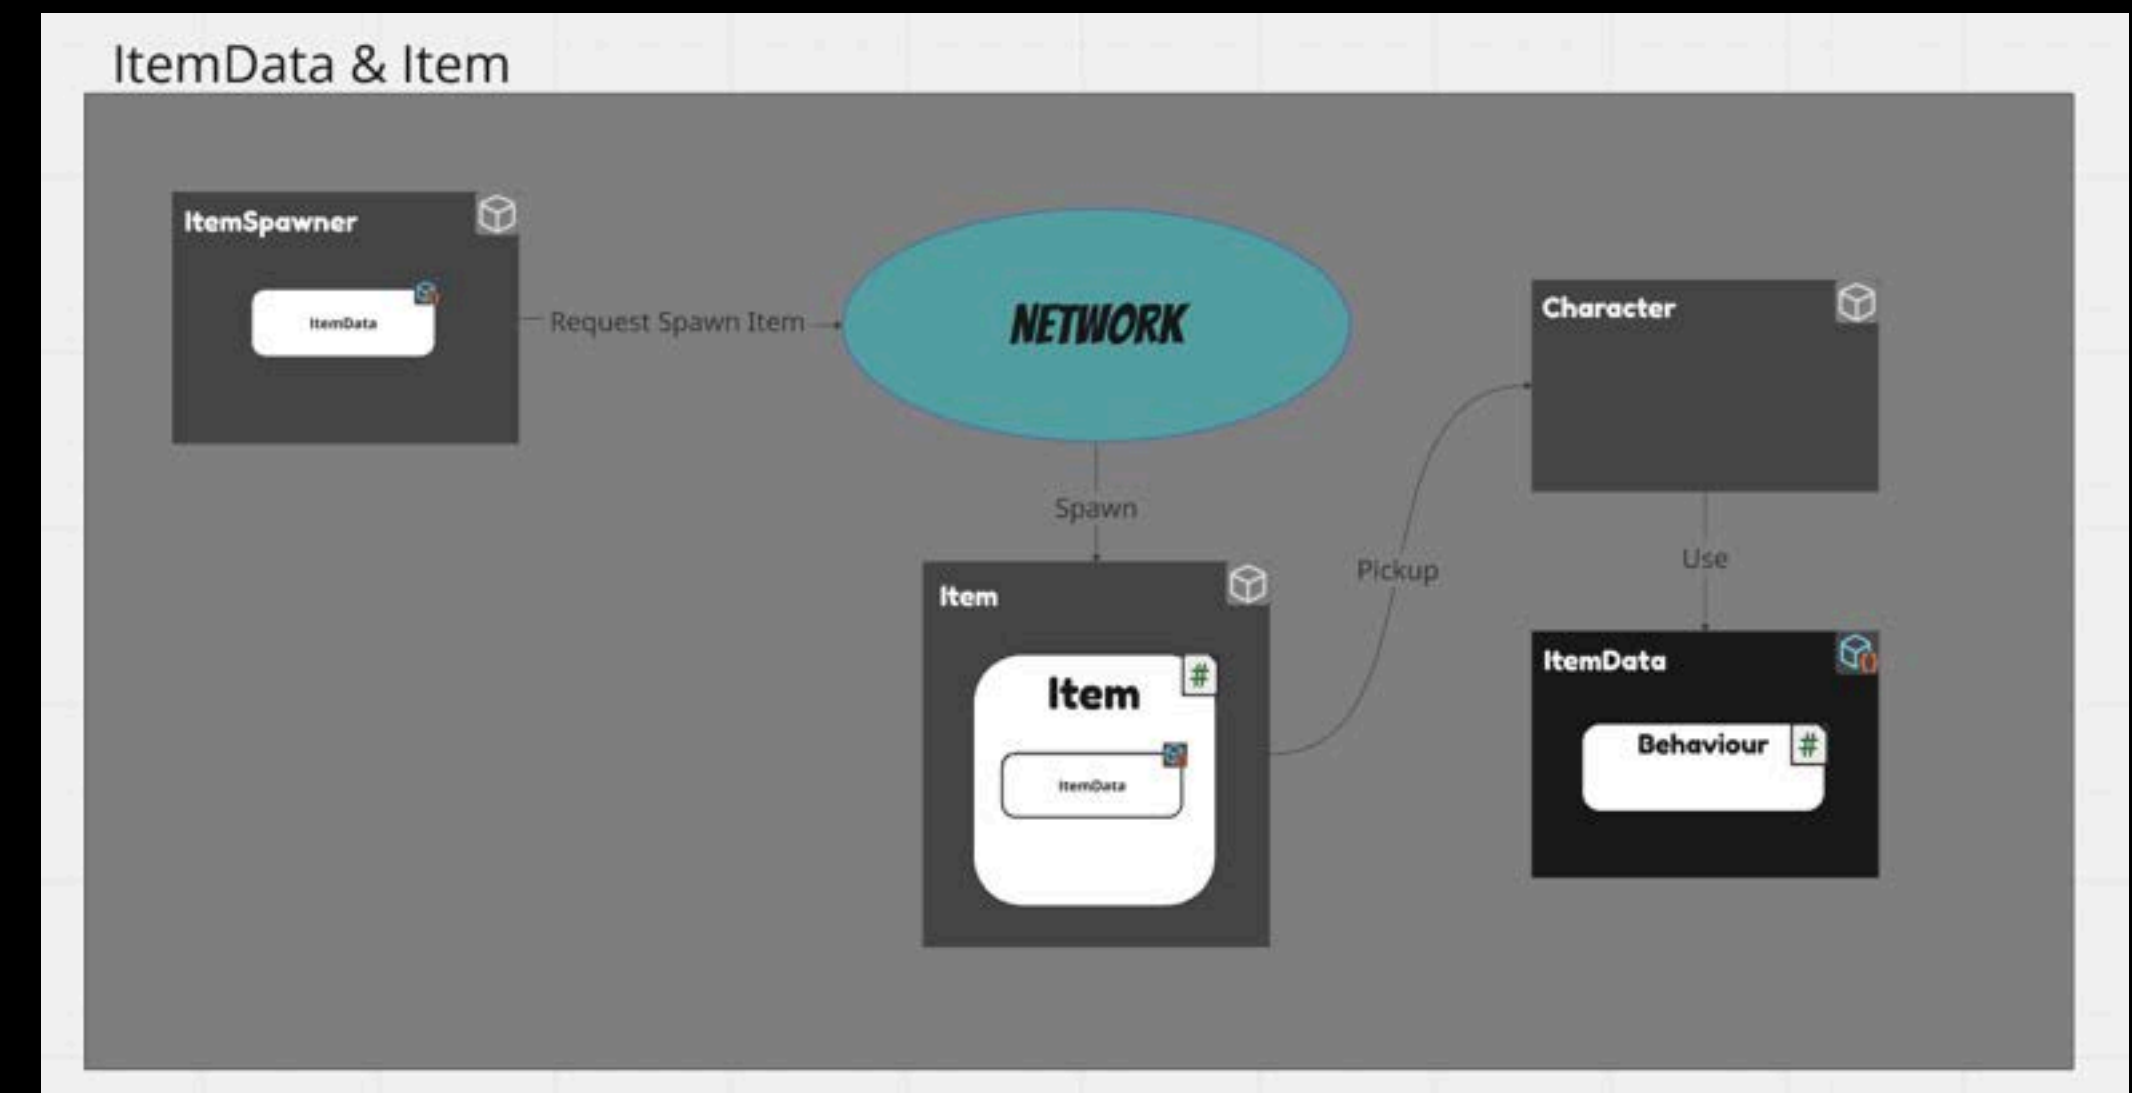 ItemData & Item
ItemSpawner
ItemData
Request Spawn Item
NETWORK
Spawn
Item
Item
#
ItemData
Pickup
Character
Use
ItemData
Behaviour
#